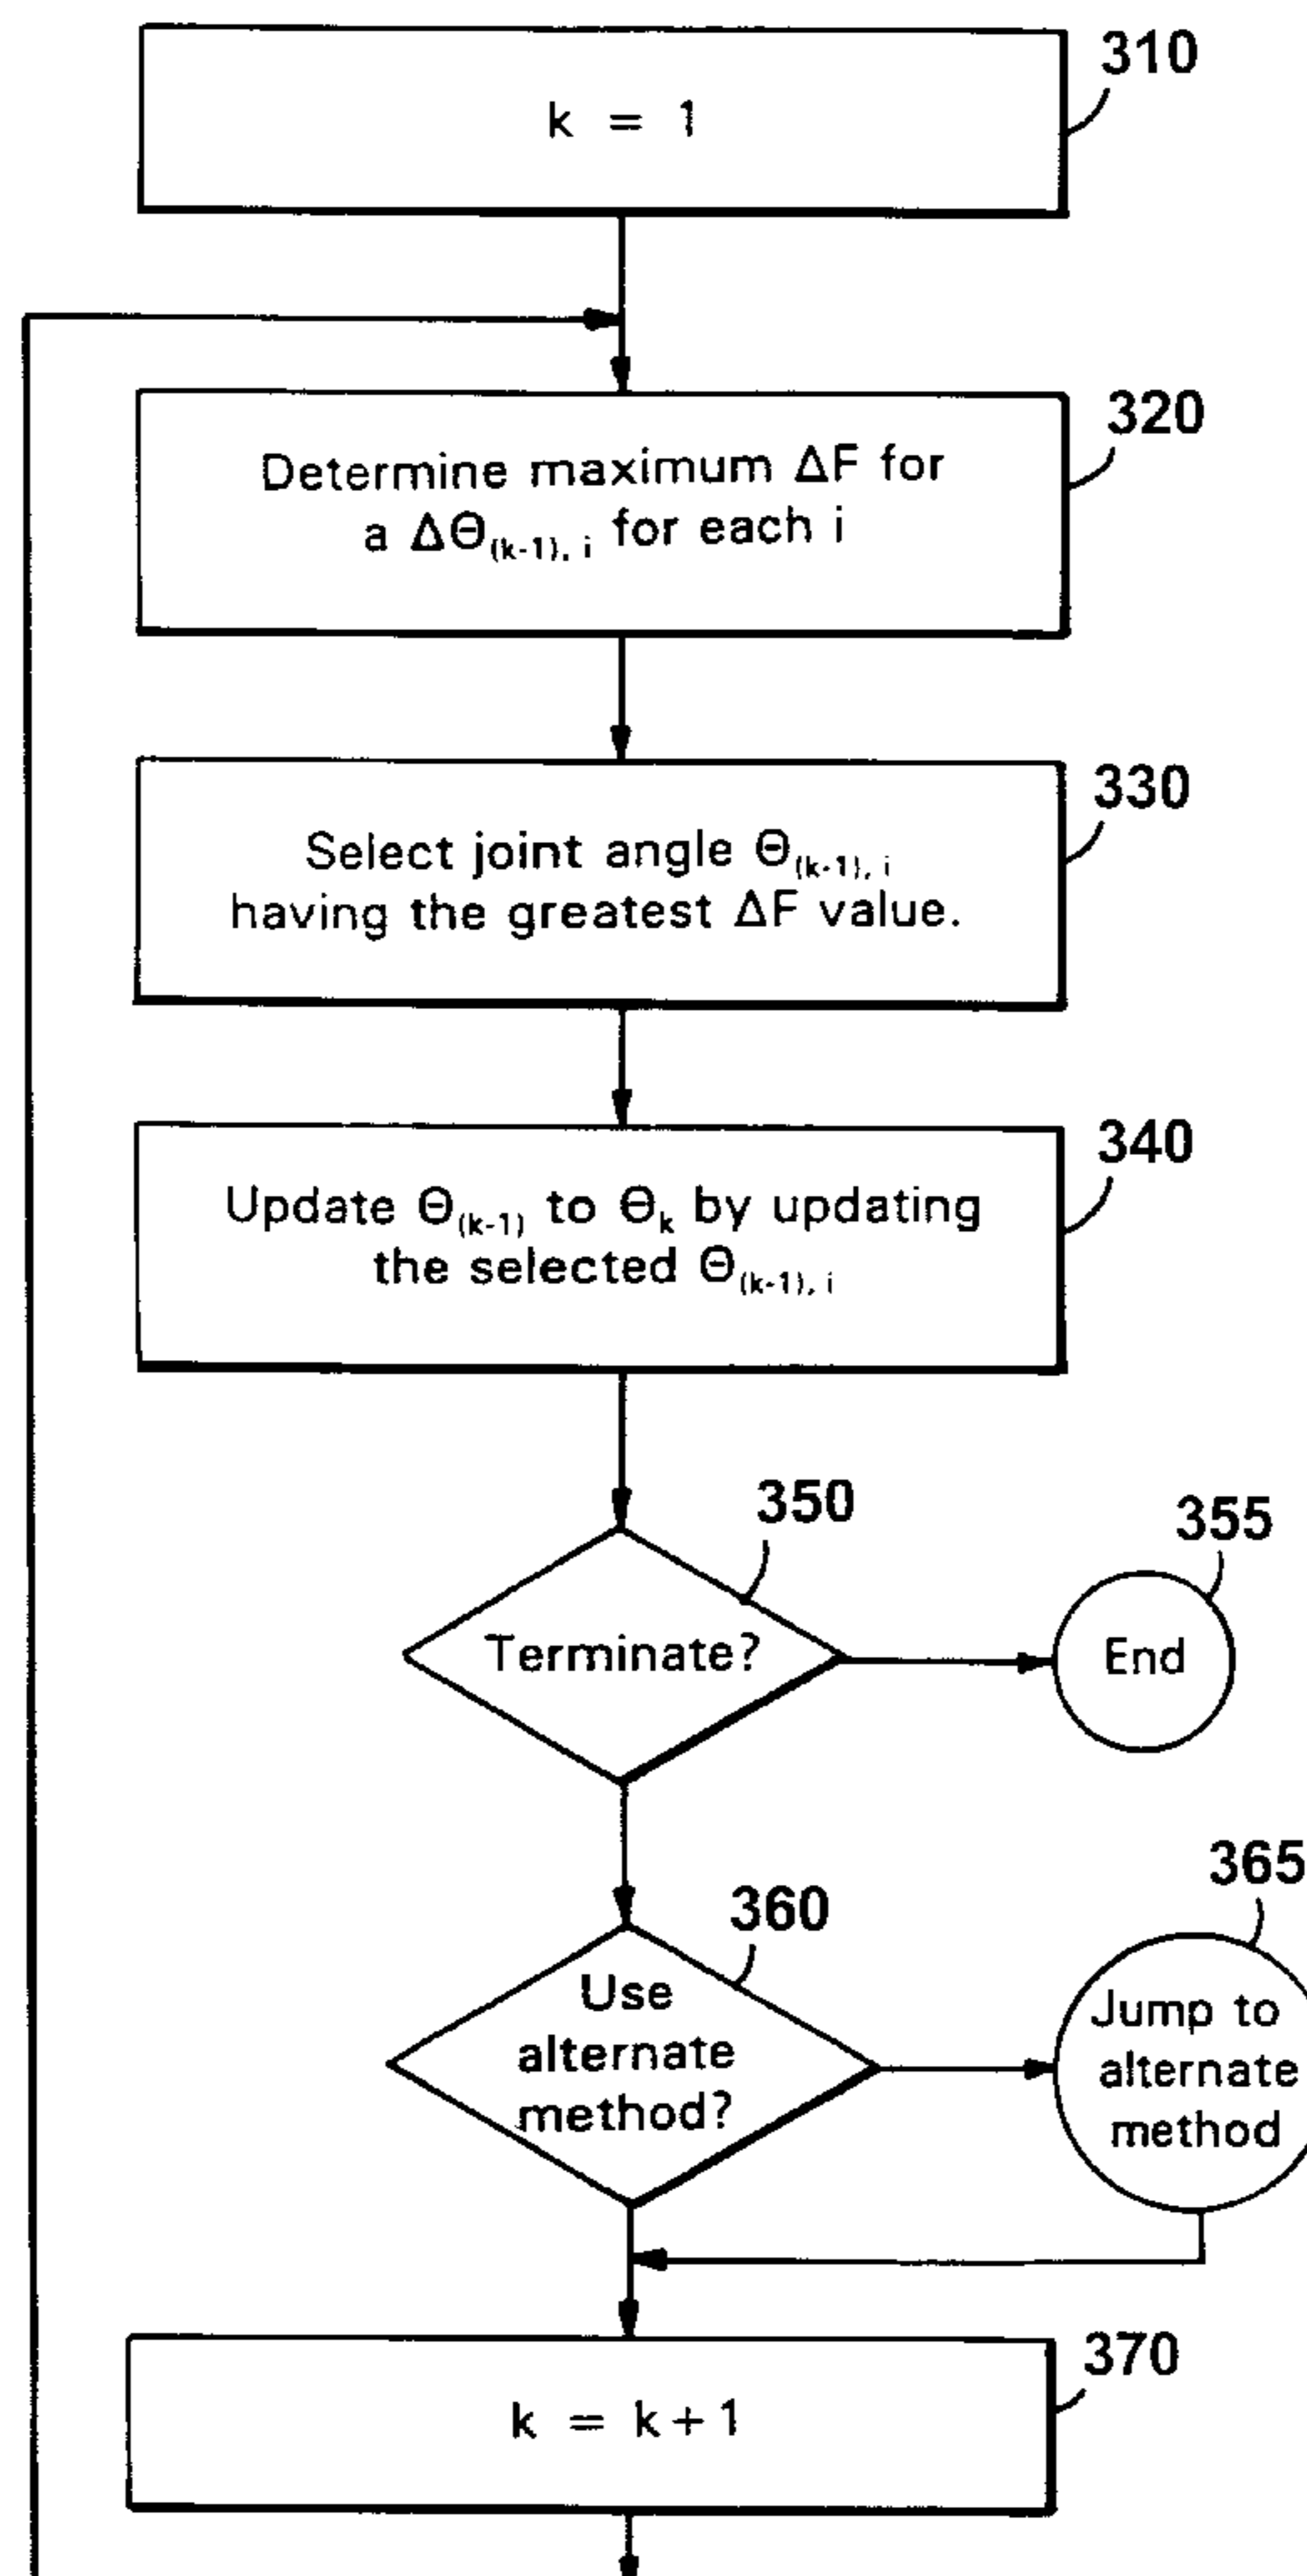 310
k = 1
320
Determine maximum ΔF for
a ΔΘ(k-1), i for each i
330
Select joint angle Θ(k-1), i
having the greatest ΔF value.
340
Update Θ(k-1) to Θk by updating
the selected Θ(k-1), i
350
355
Terminate?
End
360
365
Use
alternate
method?
Jump to
alternate
method
370
k = k+1